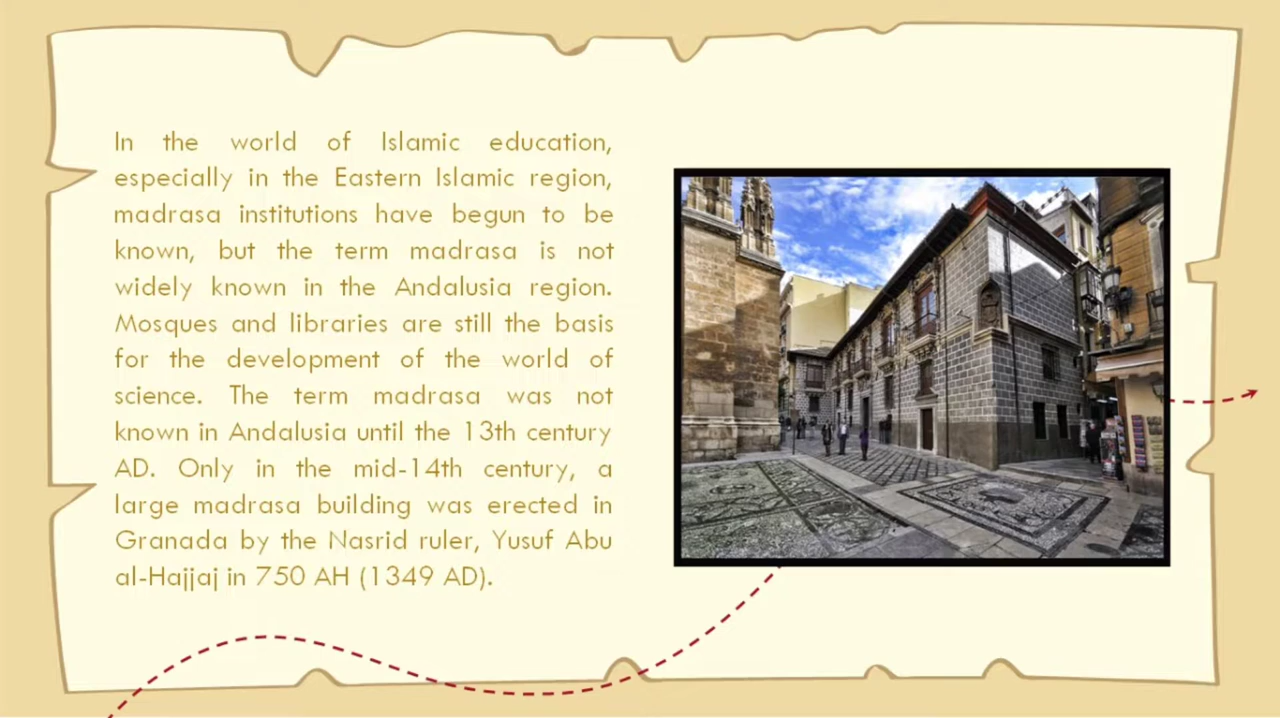 In the world of Islamic education,
especially in the Eastern Islamic region,
madrasa institutions have begun to be
known, but the term madrasa is not
widely known in the Andalusia region.
Mosques and libraries are still the basis
for the development of the world of
science. The term madrasa was not
known in Andalusia until the 13th century
AD. Only in the mid-14th century, a
large madrasa building was erected in
Granada by the Nasrid ruler, Yusuf Abu
al-Hajjaj in 750 AH (1349 AD).